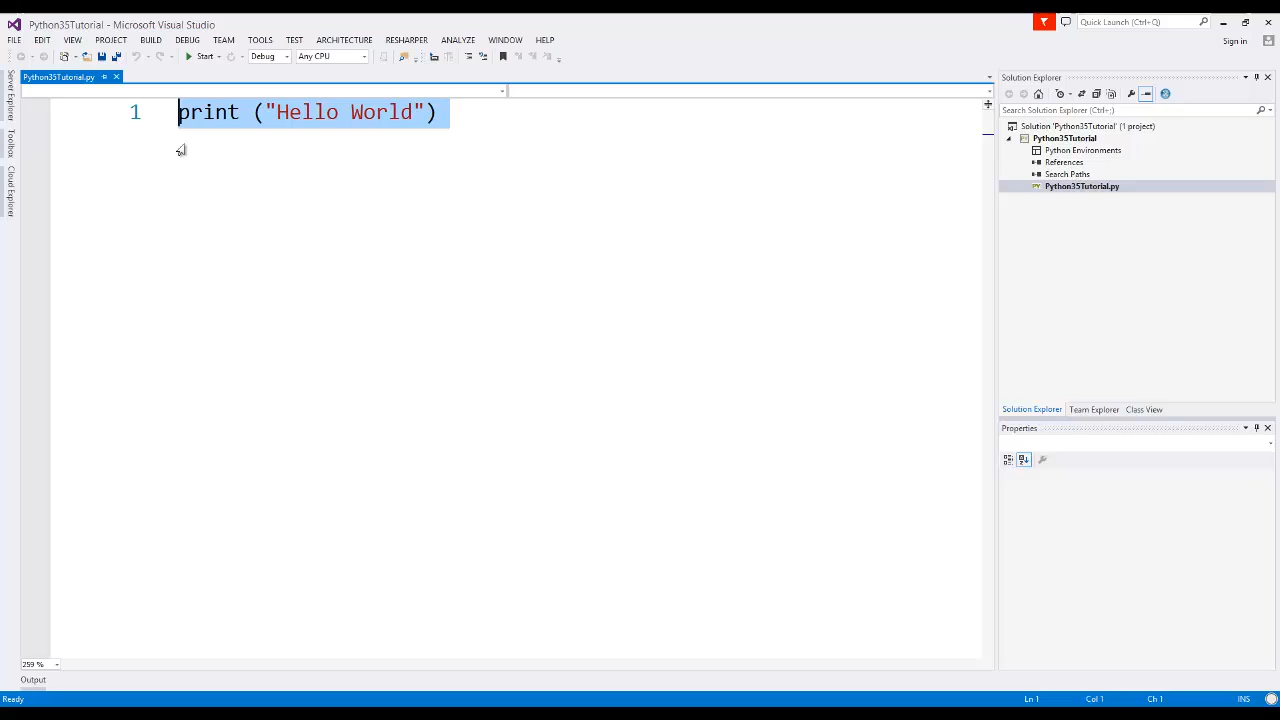 Python35Tutorial - Microsoft Visual Studio
Quick Launch (Ctrl+Q)
FILE EDIT VIEW PROJECT BUILD DEBUG TEAM TOOLS TEST ARCHITECTURE RESHARPER ANALYZE WINDOW HELP
Sign in
Start Debug Any CPU
Python35Tutorial.py
Server Explorer
Toolbox
Cloud Explorer
1 print ("Hello World")
259 %
Output
Solution Explorer
Search Solution Explorer (Ctrl+;)
Solution 'Python35Tutorial' (1 project)
Python35Tutorial
Python Environments
References
Search Paths
PY Python35Tutorial.py
Solution Explorer Team Explorer Class View
Properties
Ready Ln 1 Col 1 Ch 1 INS